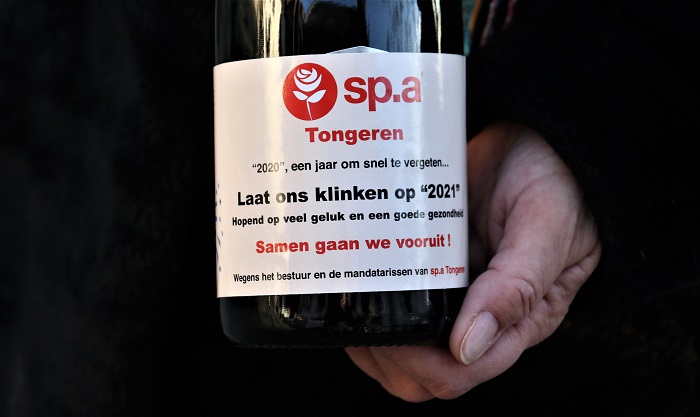 sp.a
Tongeren
“2020”, een jaar om snel te vergeten...
Laat ons klinken op “2021”
Hopend op veel geluk en een goede gezondheid
Samen gaan we vooruit !
Wegens het bestuur en de mandatarissen van sp.a Tongeren